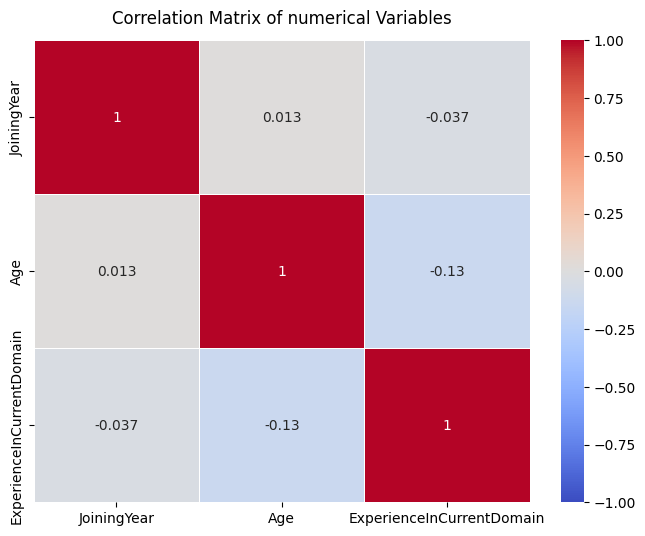 Correlation Matrix of numerical Variables
JoiningYear
1
0.013
-0.037
Age
0.013
1
-0.13
ExperienceInCurrentDomain
-0.037
-0.13
1
JoiningYear
Age
ExperienceInCurrentDomain
1.00
0.75
0.50
0.25
0.00
−0.25
−0.50
−0.75
−1.00